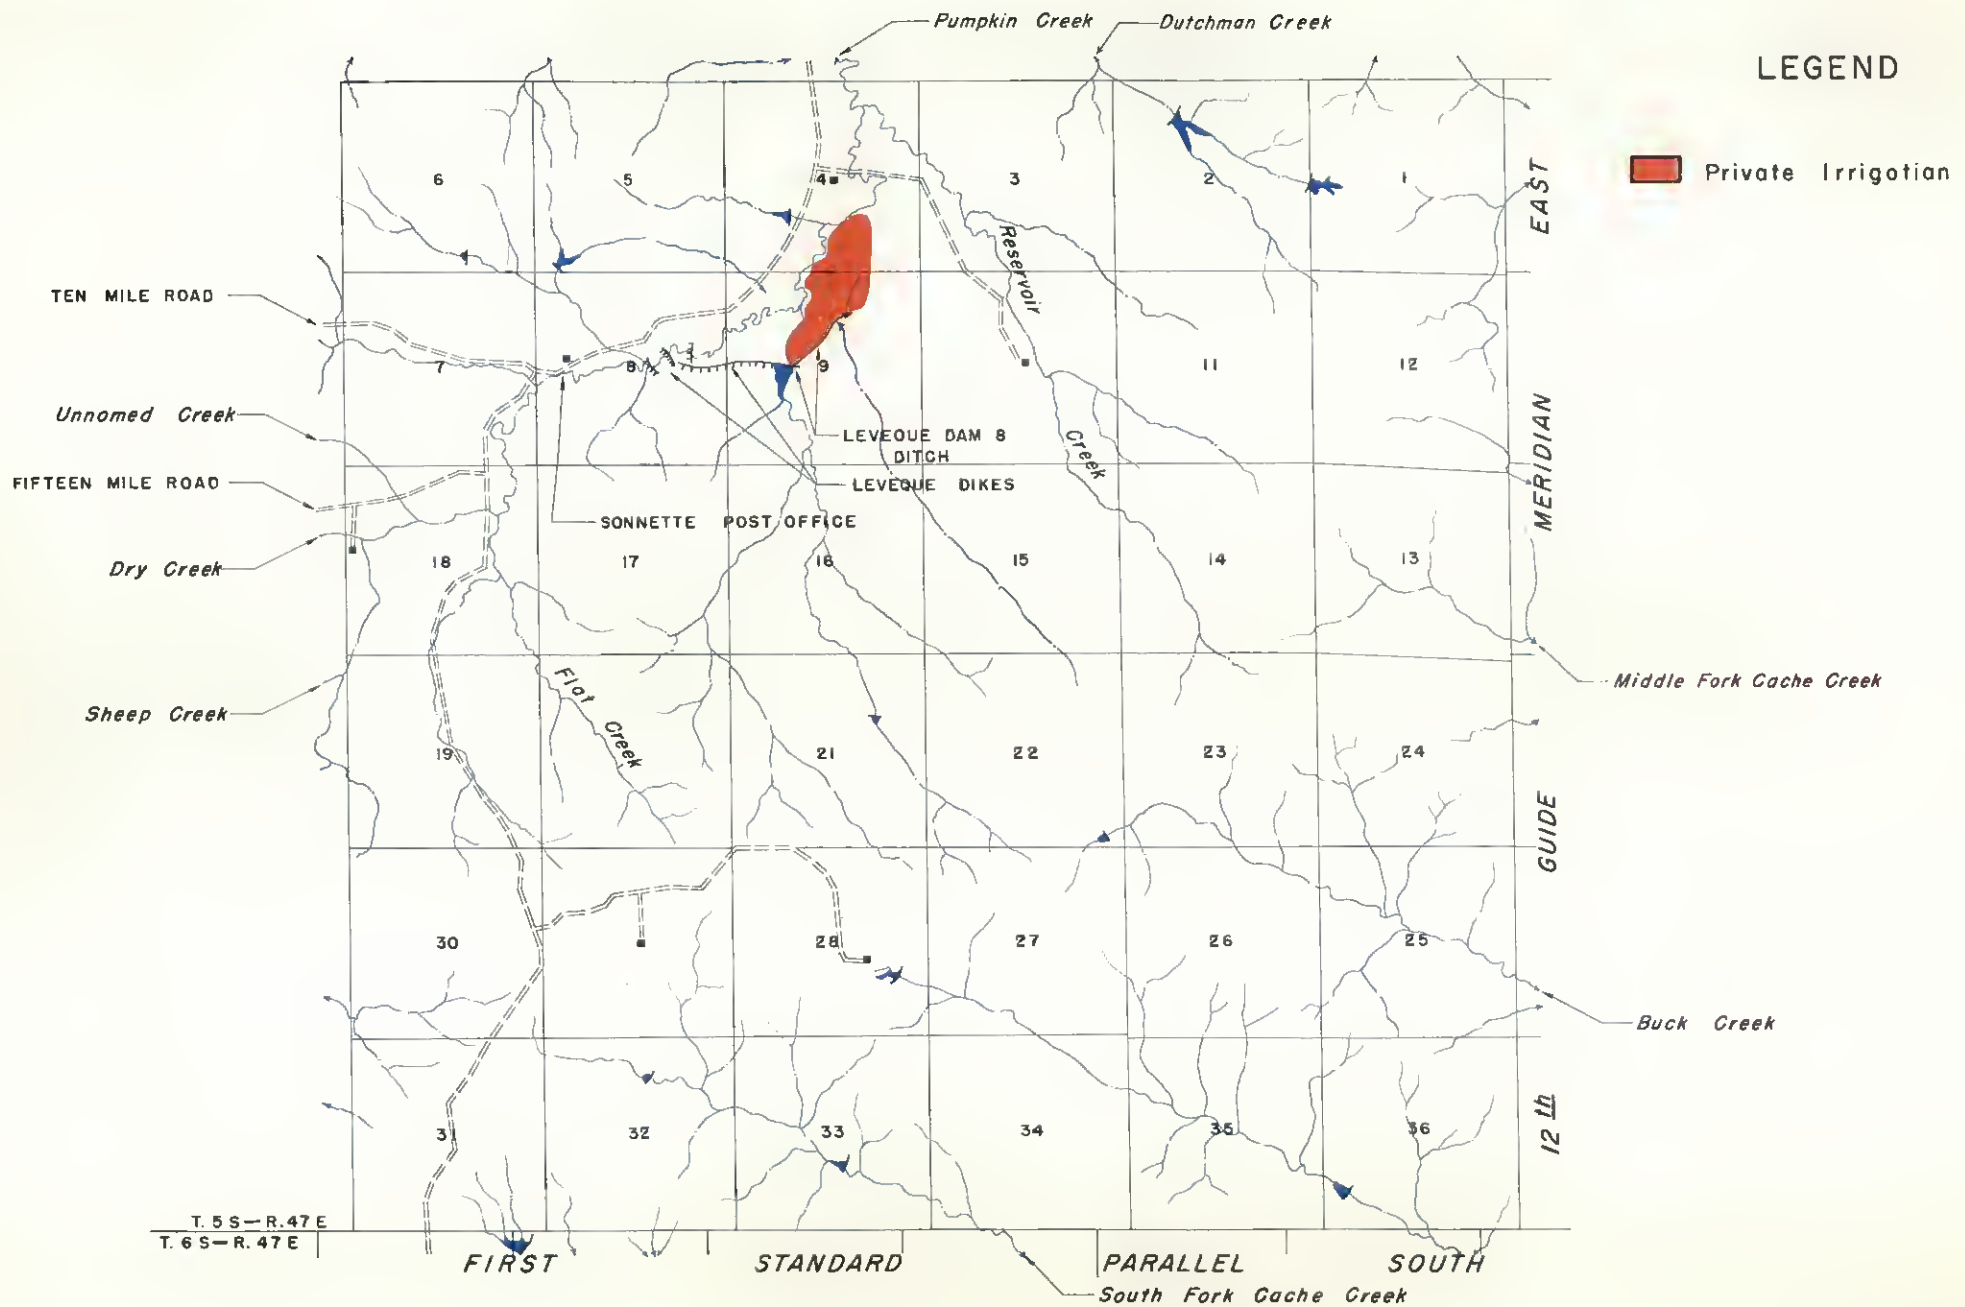 Pumpkin Creek
Dutchman Creek
LEGEND
Private Irrigation
6 5 4 3 2 1
EAST
Reservoir
TEN MILE ROAD
7 8 9 11 12
Unnamed Creek
LEVEQUE DAM 8
DITCH
Creek
MERIDIAN
FIFTEEN MILE ROAD
LEVEQUE DIKES
SONNETTE POST OFFICE
Dry Creek
18 17 16 15 14 13
Flat Creek
Middle Fork Cache Creek
Sheep Creek
19 21 22 23 24
GUIDE
30 28 27 26 25
Buck Creek
31 32 33 34 35 36
12th
T. 5 S—R. 47 E
T. 6 S—R. 47 E
FIRST STANDARD PARALLEL SOUTH
South Fork Cache Creek